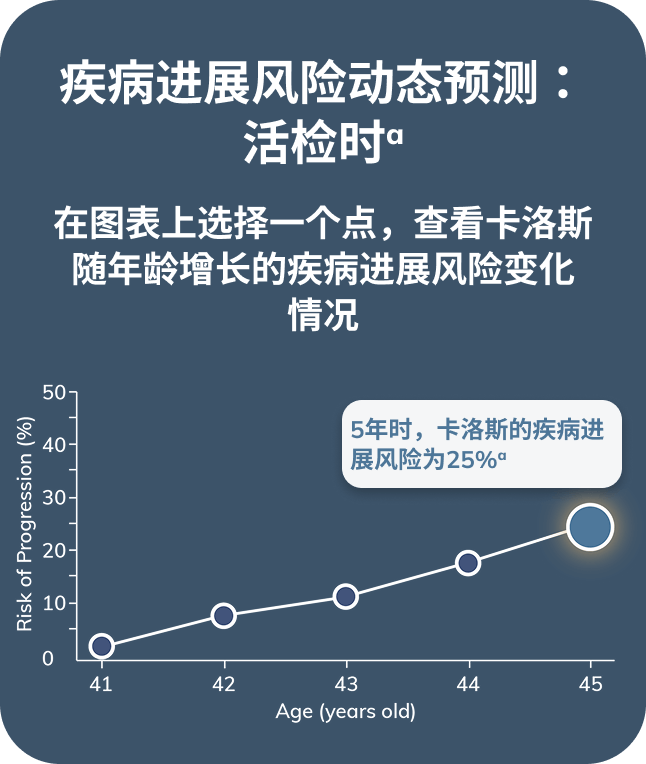 疾病进展风险动态预测：
活检时ᵃ
在图表上选择一个点，查看卡洛斯
随年龄增长的疾病进展风险变化
情况
5年时，卡洛斯的疾病进
展风险为25%ᵃ
Risk of Progression (%)
50
40
30
20
10
0
41 42 43 44 45
Age (years old)